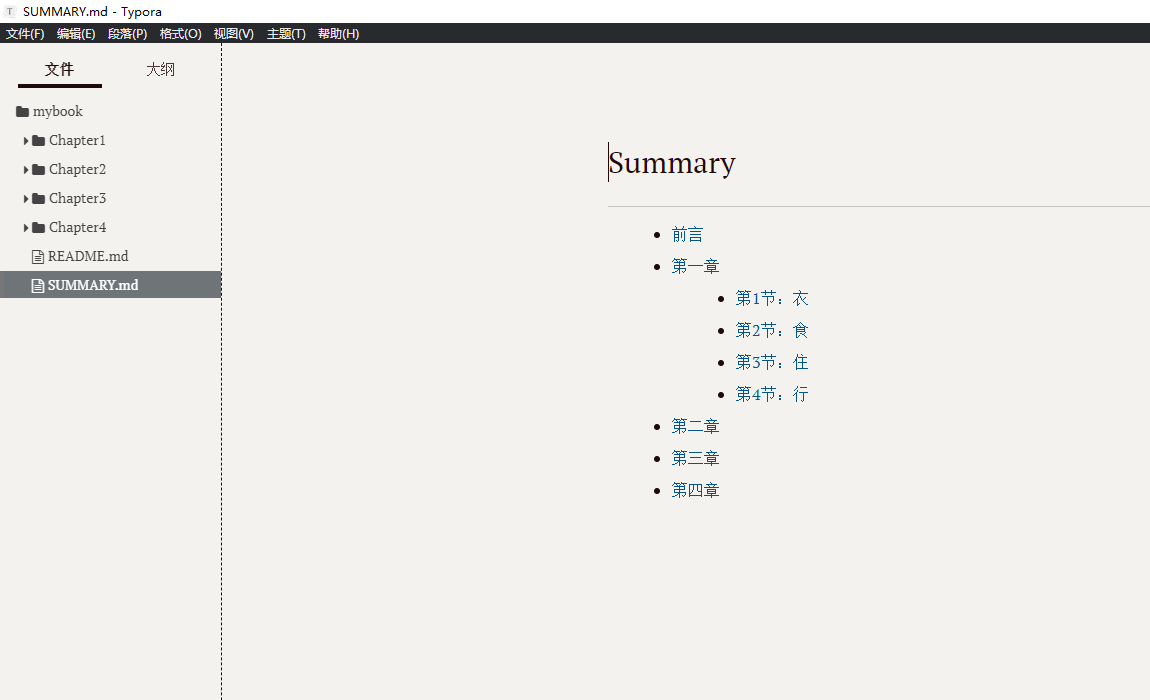 T SUMMARY.md - Typora
文件(F) 编辑(E) 段落(P) 格式(O) 视图(V) 主题(T) 帮助(H)
文件 大纲
mybook
Chapter1
Chapter2
Chapter3
Chapter4
README.md
SUMMARY.md
Summary
前言
第一章
第1节：衣
第2节：食
第3节：住
第4节：行
第二章
第三章
第四章